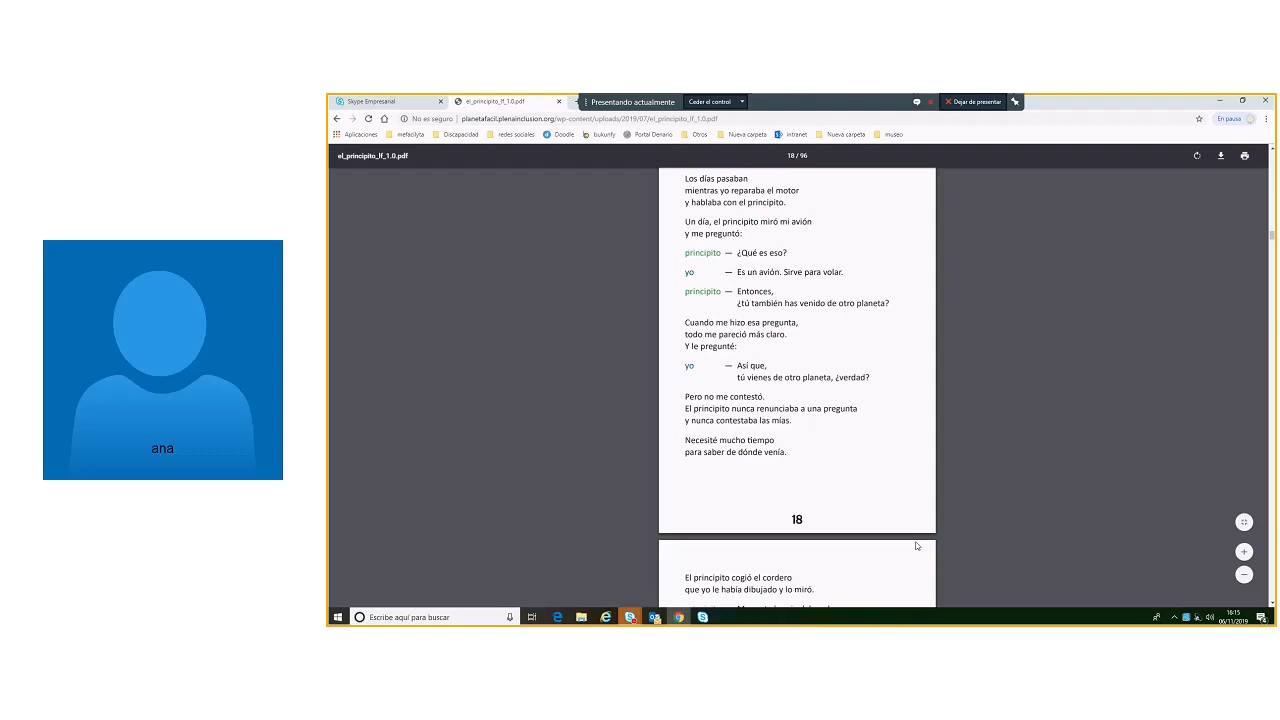 ana
Skype Empresarial
el_principito_lf_1.0.pdf
Presentando actualmente
Ceder el control
Dejar de presentar
No es seguro
planetafacil.plenainclusion.org/wp-content/uploads/2019/07/el_principito_lf_1.0.pdf
En pausa
Aplicaciones
mefacilyta
Discapacidad
redes sociales
Doodle
bukunfy
Portal Denario
Otros
Nueva carpeta
intranet
Nueva carpeta
museo
el_principito_lf_1.0.pdf
18 / 96
Los días pasaban
mientras yo reparaba el motor
y hablaba con el principito.
Un día, el principito miró mi avión
y me preguntó:
principito — ¿Qué es eso?
yo — Es un avión. Sirve para volar.
principito — Entonces,
¿tú también has venido de otro planeta?
Cuando me hizo esa pregunta,
todo me pareció más claro.
Y le pregunté:
yo — Así que,
tú vienes de otro planeta, ¿verdad?
Pero no me contestó.
El principito nunca renunciaba a una pregunta
y nunca contestaba las mías.
Necesité mucho tiempo
para saber de dónde venía.
18
El principito cogió el cordero
que yo le había dibujado y lo miró.
Escribe aquí para buscar
18:15
06/11/2019